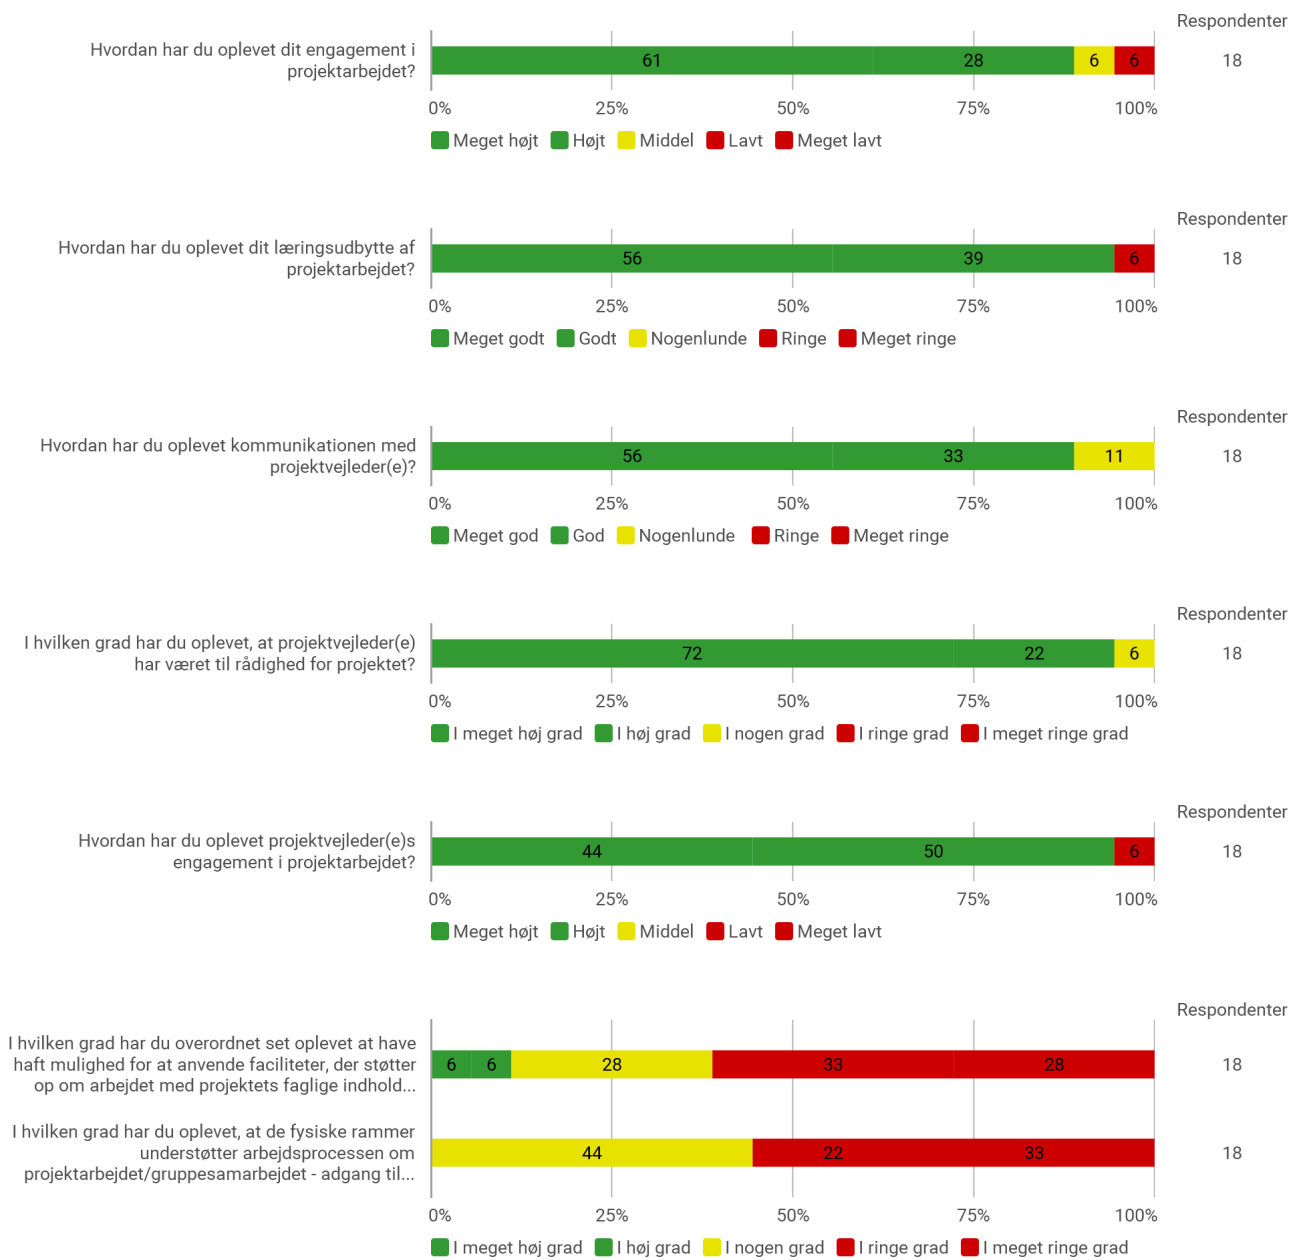 Respondenter
Hvordan har du oplevet dit engagement i
projektarbejdet?
61 28 6 6
18
0% 25% 50% 75% 100%
Meget højt Højt Middel Lavt Meget lavt
Respondenter
Hvordan har du oplevet dit læringsudbytte af
projektarbejdet?
56 39 6
18
0% 25% 50% 75% 100%
Meget godt Godt Nogenlunde Ringe Meget ringe
Respondenter
Hvordan har du oplevet kommunikationen med
projektvejleder(e)?
56 33 11
18
0% 25% 50% 75% 100%
Meget god God Nogenlunde Ringe Meget ringe
Respondenter
I hvilken grad har du oplevet, at projektvejleder(e)
har været til rådighed for projektet?
72 22 6
18
0% 25% 50% 75% 100%
I meget høj grad I høj grad I nogen grad I ringe grad I meget ringe grad
Respondenter
Hvordan har du oplevet projektvejleder(e)s
engagement i projektarbejdet?
44 50 6
18
0% 25% 50% 75% 100%
Meget højt Højt Middel Lavt Meget lavt
Respondenter
I hvilken grad har du overordnet set oplevet at have
haft mulighed for at anvende faciliteter, der støtter
op om arbejdet med projektets faglige indhold...
6 6 28 33 28
18
I hvilken grad har du oplevet, at de fysiske rammer
understøtter arbejdsprocessen om
projektarbejdet/gruppesamarbejdet - adgang til...
44 22 33
18
0% 25% 50% 75% 100%
I meget høj grad I høj grad I nogen grad I ringe grad I meget ringe grad